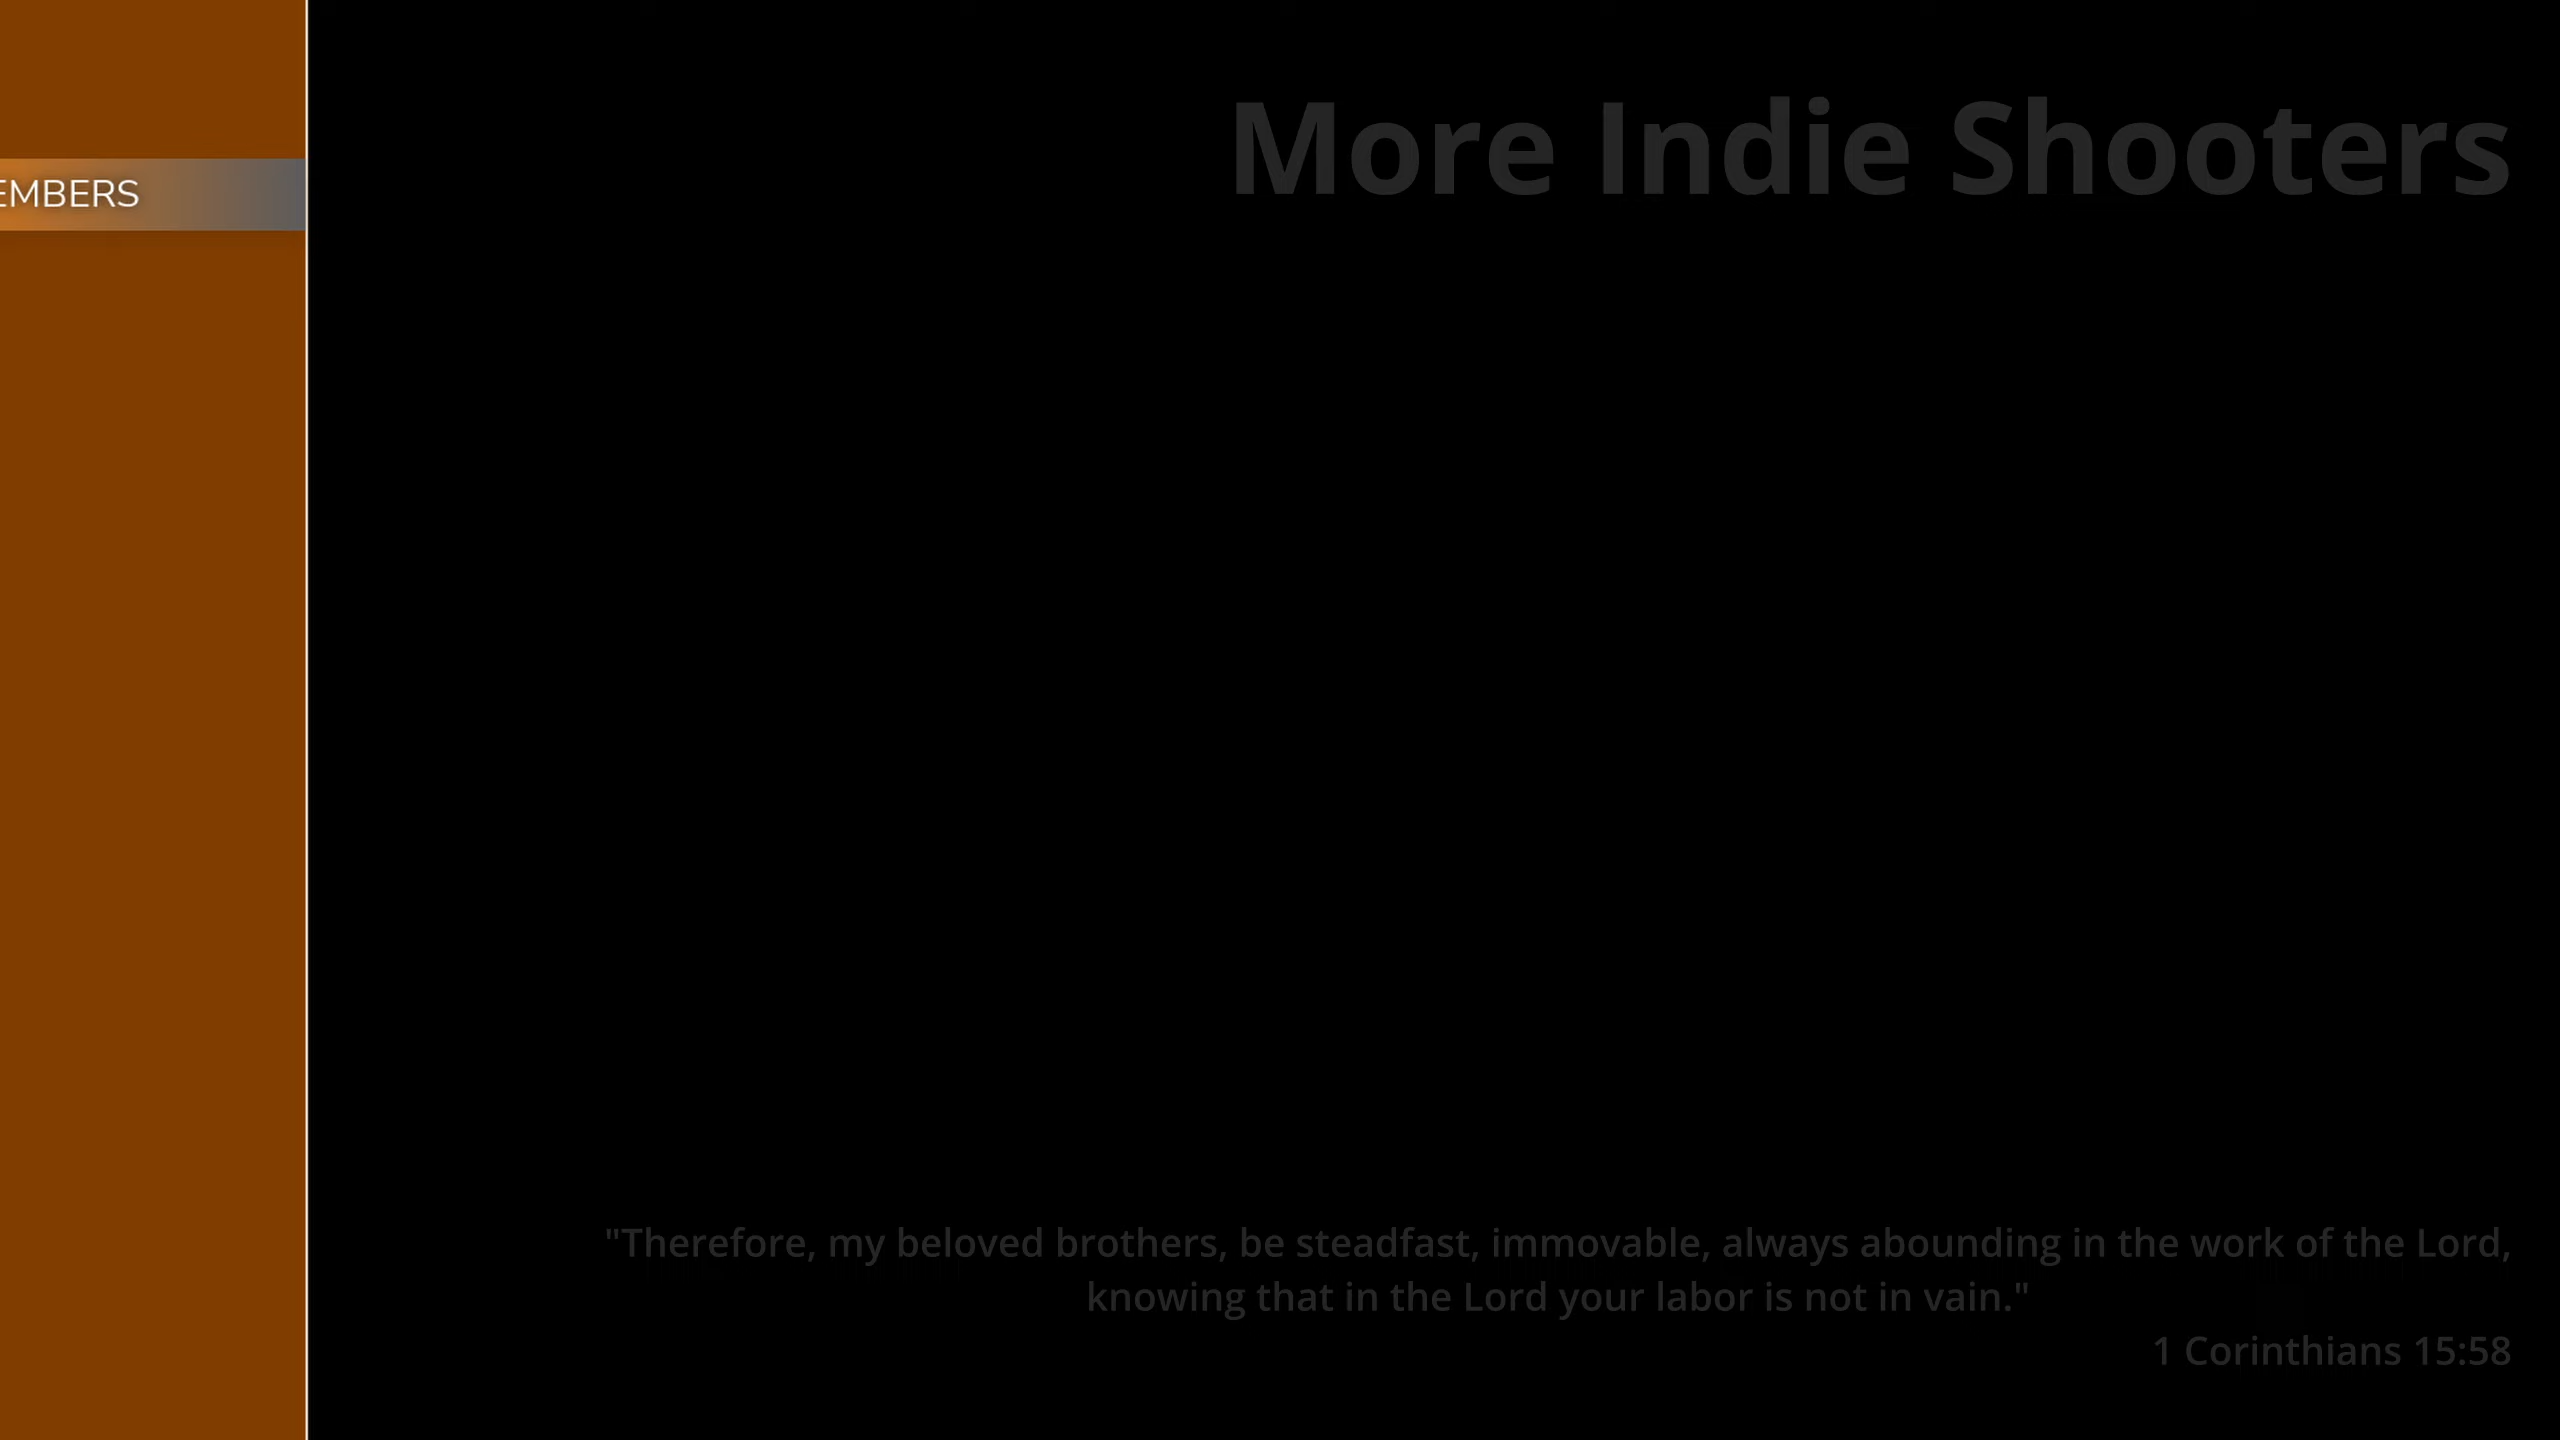 More Indie Shooters
EMBERS
"Therefore, my beloved brothers, be steadfast, immovable, always abounding in the work of the Lord,
knowing that in the Lord your labor is not in vain."
1 Corinthians 15:58